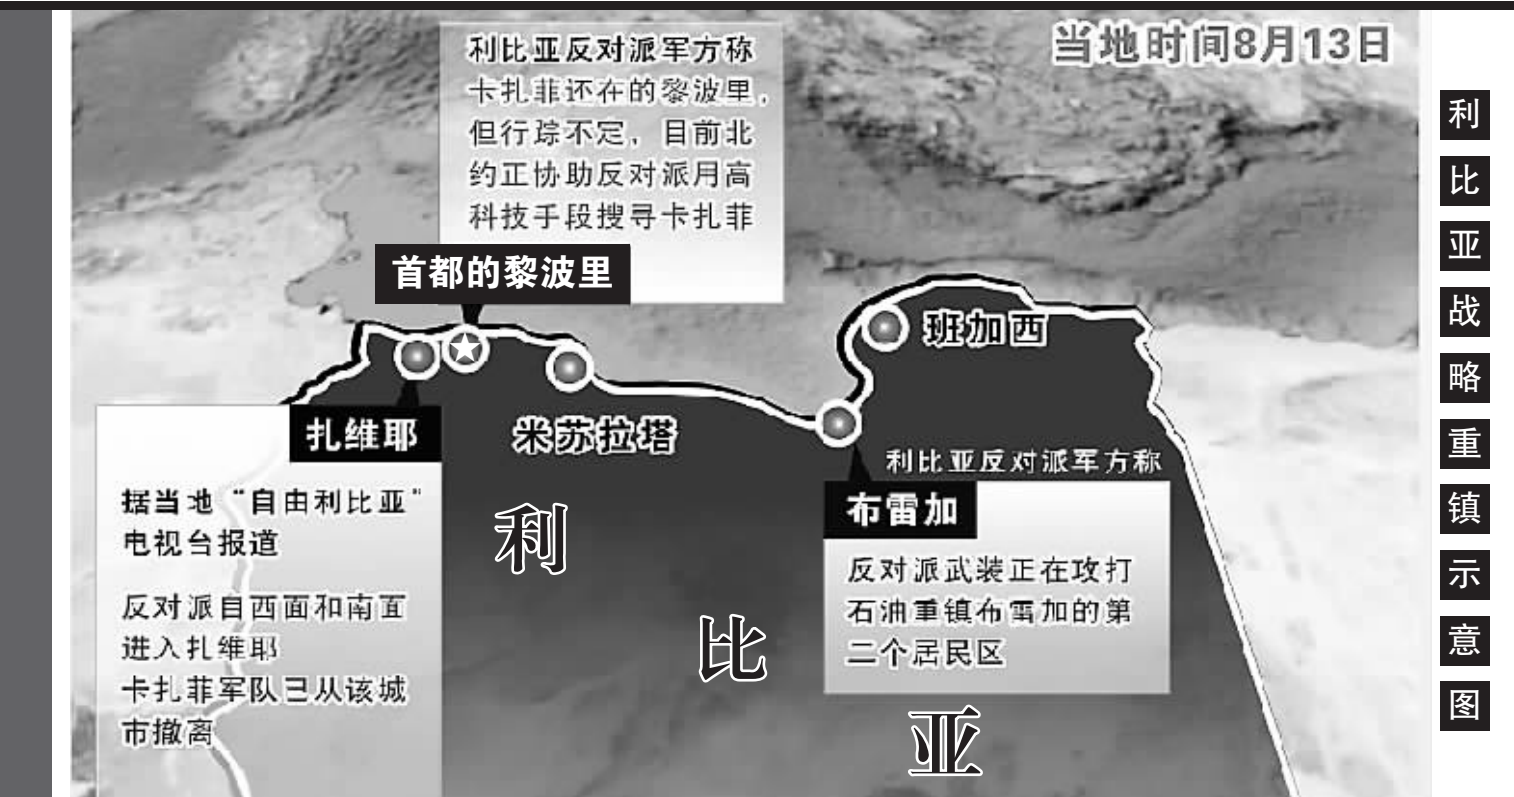 当地时间8月13日
利比亚反对派军方称
卡扎菲还在的黎波里，
但行踪不定，目前北
约正协助反对派用高
科技手段搜寻卡扎菲
首都的黎波里
班加西
扎维耶
米苏拉塔
据当地“自由利比亚”
电视台报道
反对派自西面和南面
进入扎维耶
卡扎菲军队已从该城
市撤离
利比亚反对派军方称
布雷加
反对派武装正在攻打
石油重镇布雷加的第
二个居民区
利
比
亚
利比亚战略重镇示意图